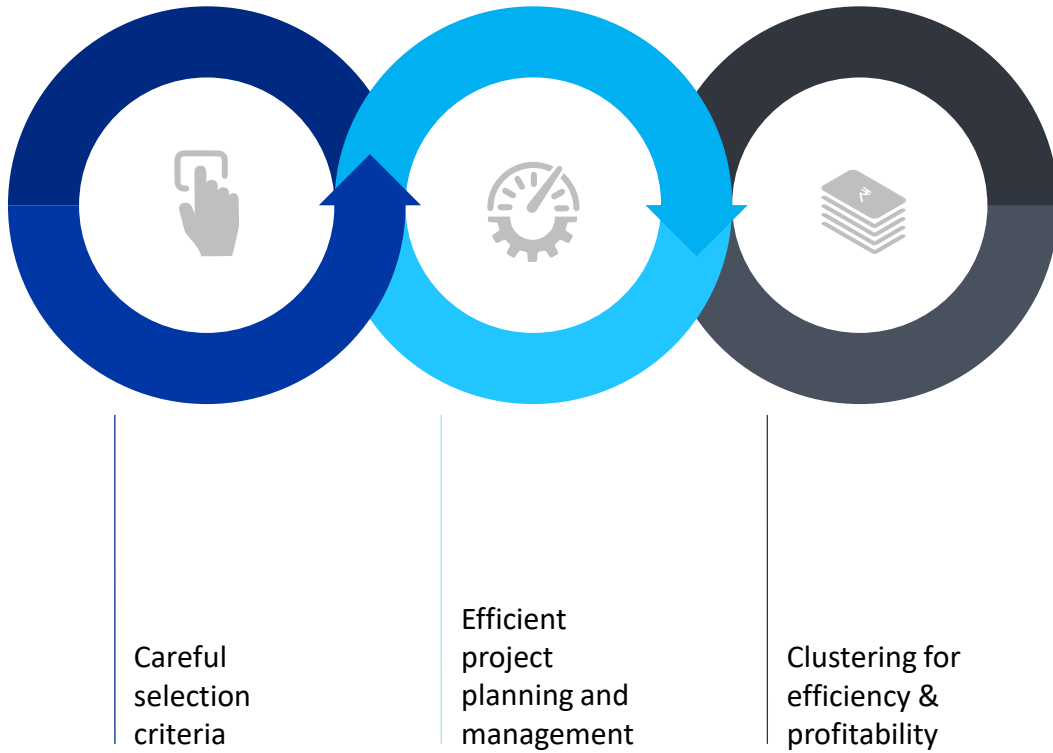 Careful
selection
criteria
Efficient
project
planning and
management
Clustering for
efficiency &
profitability